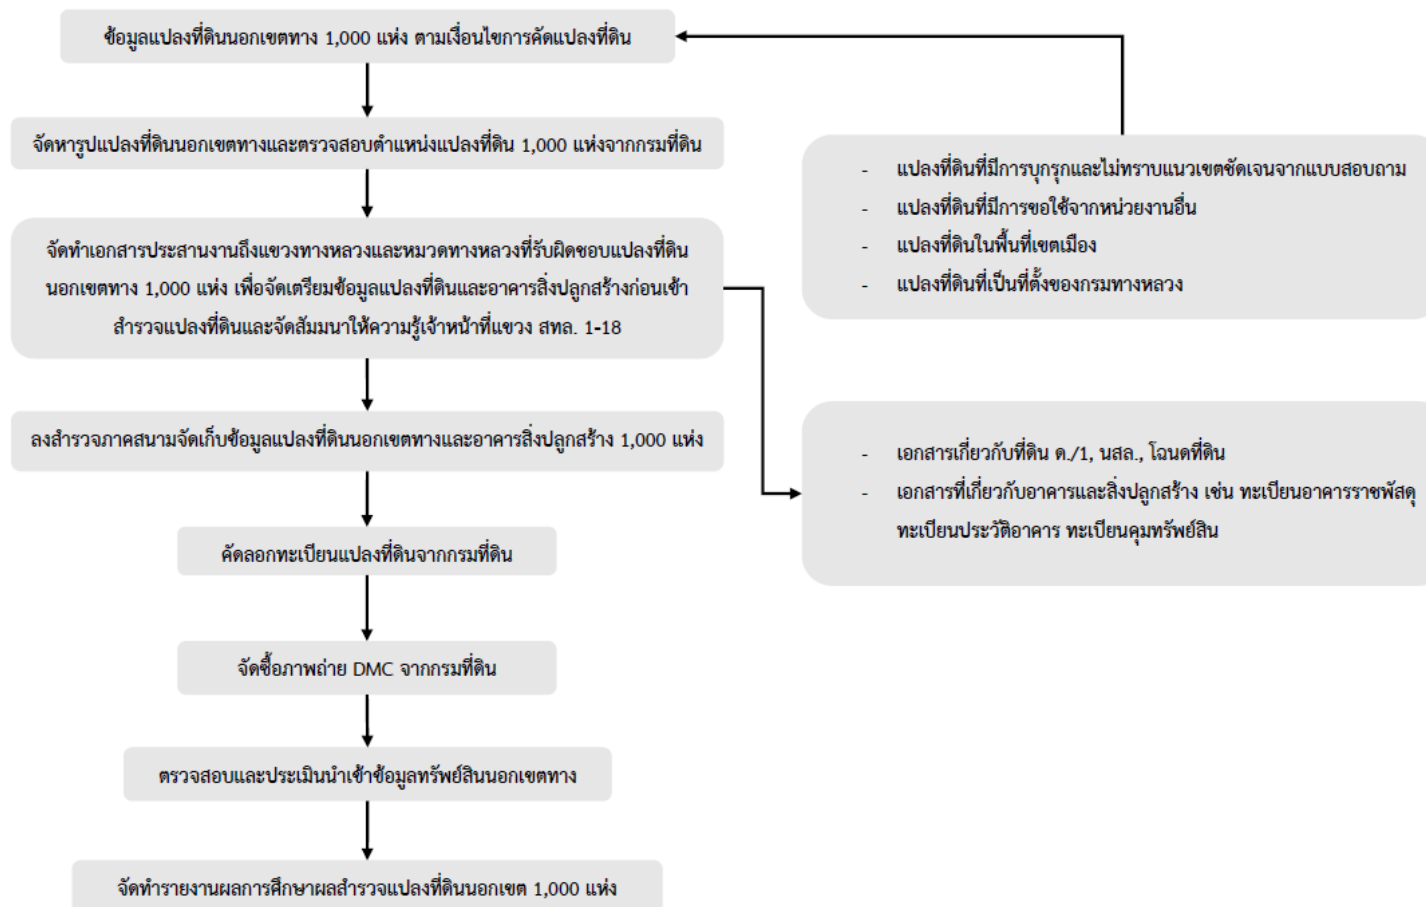 ข้อมูลแปลงที่ดินนอกเขตทาง 1,000 แห่ง ตามเงื่อนไขการคัดแปลงที่ดิน
จัดหารูปแปลงที่ดินนอกเขตทางและตรวจสอบตำแหน่งแปลงที่ดิน 1,000 แห่งจากกรมที่ดิน
จัดทำเอกสารประสานงานถึงแขวงทางหลวงและหมวดทางหลวงที่รับผิดชอบแปลงที่ดิน
นอกเขตทาง 1,000 แห่ง เพื่อจัดเตรียมข้อมูลแปลงที่ดินและอาคารสิ่งปลูกสร้างก่อนเข้า
สำรวจแปลงที่ดินและจัดสัมมนาให้ความรู้เจ้าหน้าที่แขวง สทล. 1-18
ลงสำรวจภาคสนามจัดเก็บข้อมูลแปลงที่ดินนอกเขตทางและอาคารสิ่งปลูกสร้าง 1,000 แห่ง
คัดลอกทะเบียนแปลงที่ดินจากกรมที่ดิน
จัดซื้อภาพถ่าย DMC จากกรมที่ดิน
ตรวจสอบและประเมินนำเข้าข้อมูลทรัพย์สินนอกเขตทาง
จัดทำรายงานผลการศึกษาผลสำรวจแปลงที่ดินนอกเขต 1,000 แห่ง
- แปลงที่ดินที่มีการบุกรุกและไม่ทราบแนวเขตชัดเจนจากแบบสอบถาม
- แปลงที่ดินที่มีการขอใช้จากหน่วยงานอื่น
- แปลงที่ดินในพื้นที่เขตเมือง
- แปลงที่ดินที่เป็นที่ตั้งของกรมทางหลวง
- เอกสารเกี่ยวกับที่ดิน ด./1, นสล., โฉนดที่ดิน
- เอกสารที่เกี่ยวกับอาคารและสิ่งปลูกสร้าง เช่น ทะเบียนอาคารราชพัสดุ
ทะเบียนประวัติอาคาร ทะเบียนคุมทรัพย์สิน